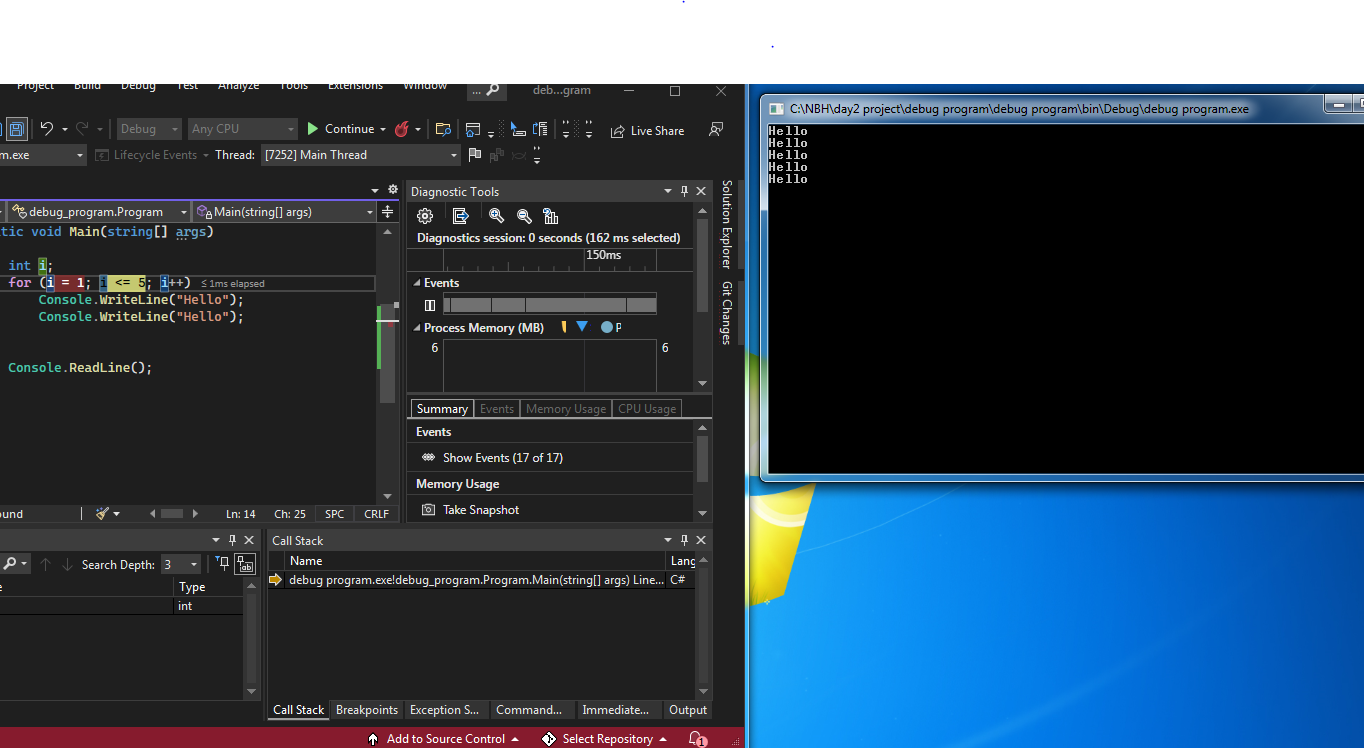 Project Build Debug Test Analyze Tools Extensions Window ... deb...gram
Debug Any CPU Continue Live Share
m.exe Lifecycle Events Thread: [7252] Main Thread
debug_program.Program Main(string[] args)
tic void Main(string[] args)
int i;
for (i = 1; i <= 5; i++) ≤ 1ms elapsed
Console.WriteLine("Hello");
Console.WriteLine("Hello");
Console.ReadLine();
ound Ln: 14 Ch: 25 SPC CRLF
Diagnostic Tools
Diagnostics session: 0 seconds (162 ms selected)
150ms
Events
Process Memory (MB) P
6 6
Summary Events Memory Usage CPU Usage
Events
Show Events (17 of 17)
Memory Usage
Take Snapshot
Solution Explorer
Git Changes
Search Depth: 3
e Type
int
Call Stack
Name Lang
debug program.exe!debug_program.Program.Main(string[] args) Line... C#
Call Stack Breakpoints Exception S... Command... Immediate... Output
Add to Source Control Select Repository 1
C:\NBH\day2 project\debug program\debug program\bin\Debug\debug program.exe
Hello
Hello
Hello
Hello
Hello